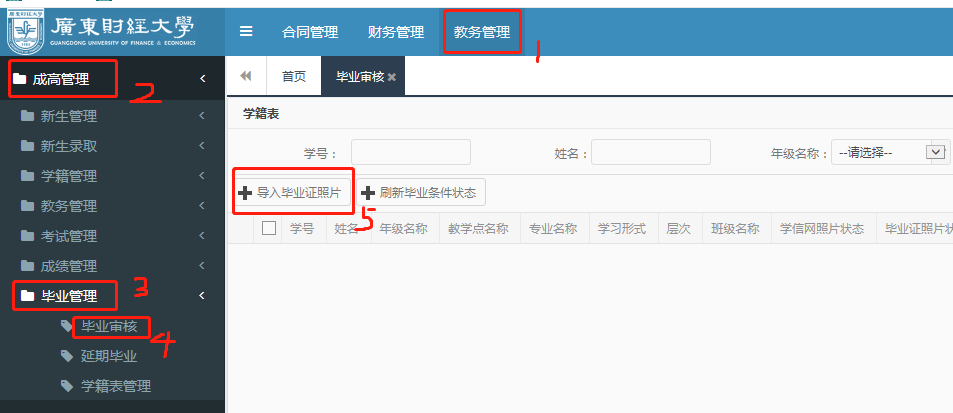 廣東財經大學
GUANGDONG UNIVERSITY OF FINANCE & ECONOMICS
合同管理 财务管理 教务管理
1
成高管理
2
首页 毕业审核
新生管理
学籍表
新生录取
学号： 姓名： 年级名称： --请选择--
学籍管理
导入毕业证照片 刷新毕业条件状态
5
教务管理
学号 姓名 年级名称 教学点名称 专业名称 学习形式 层次 班级名称 学信网照片状态 毕业证照片状
考试管理
成绩管理
毕业管理
3
毕业审核
4
延期毕业
学籍表管理